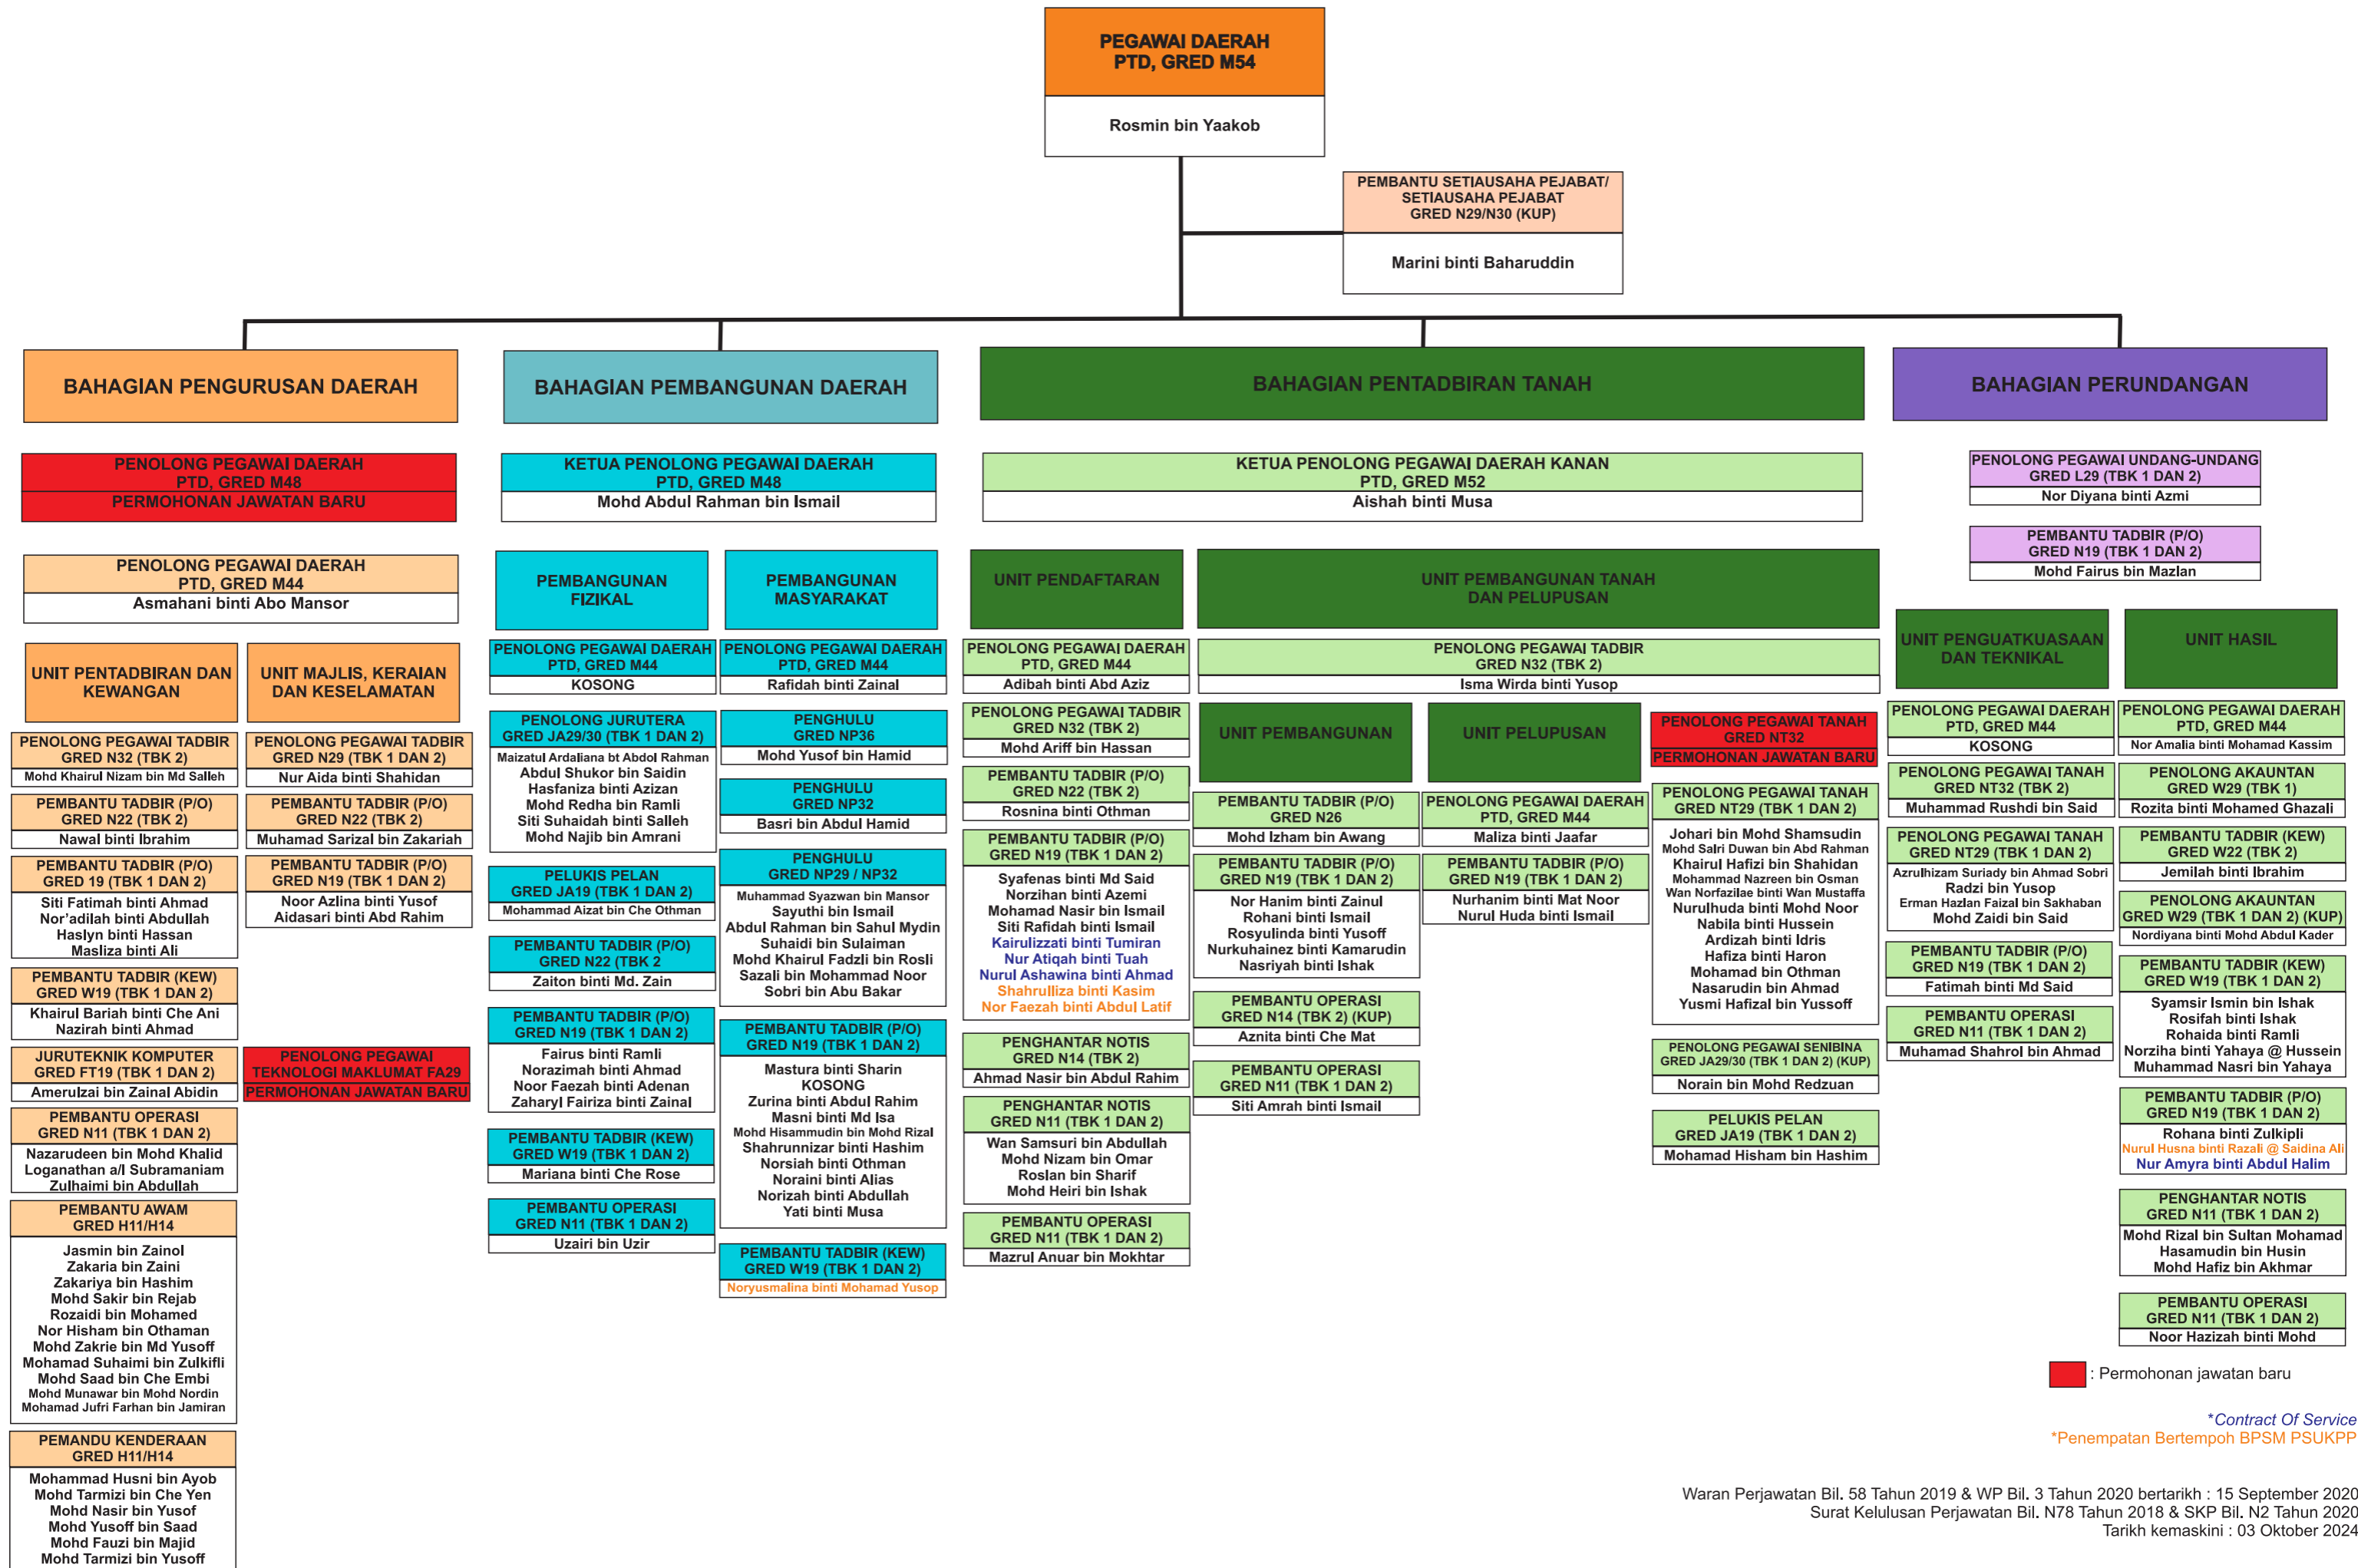 PEGAWAI DAERAH
PTD, GRED M54
Rosmin bin Yaakob
PEMBANTU SETIAUSAHA PEJABAT/
SETIAUSAHA PEJABAT
GRED N29/N30 (KUP)
Marini binti Baharuddin
BAHAGIAN PENGURUSAN DAERAH
PENOLONG PEGAWAI DAERAH
PTD, GRED M48
PERMOHONAN JAWATAN BARU
PENOLONG PEGAWAI DAERAH
PTD, GRED M44
Asmahani binti Abo Mansor
UNIT PENTADBIRAN DAN
KEWANGAN
PENOLONG PEGAWAI TADBIR
GRED N32 (TBK 2)
Mohd Khairul Nizam bin Md Salleh
PEMBANTU TADBIR (P/O)
GRED N22 (TBK 2)
Nawal binti Ibrahim
PEMBANTU TADBIR (P/O)
GRED 19 (TBK 1 DAN 2)
Siti Fatimah binti Ahmad
Nor'adilah binti Abdullah
Haslyn binti Hassan
Masliza binti Ali
PEMBANTU TADBIR (KEW)
GRED W19 (TBK 1 DAN 2)
Khairul Bariah binti Che Ani
Nazirah binti Ahmad
JURUTEKNIK KOMPUTER
GRED FT19 (TBK 1 DAN 2)
Amerulzai bin Zainal Abidin
PEMBANTU OPERASI
GRED N11 (TBK 1 DAN 2)
Nazarudeen bin Mohd Khalid
Loganathan a/l Subramaniam
Zulhaimi bin Abdullah
PEMBANTU AWAM
GRED H11/H14
Jasmin bin Zainol
Zakaria bin Zaini
Zakariya bin Hashim
Mohd Sakir bin Rejab
Rozaidi bin Mohamed
Nor Hisham bin Othaman
Mohd Zakrie bin Md Yusoff
Mohamad Suhaimi bin Zulkifli
Mohd Saad bin Che Embi
Mohd Munawar bin Mohd Nordin
Mohamad Jufri Farhan bin Jamiran
PEMANDU KENDERAAN
GRED H11/H14
Mohammad Husni bin Ayob
Mohd Tarmizi bin Che Yen
Mohd Nasir bin Yusof
Mohd Yusoff bin Saad
Mohd Fauzi bin Majid
Mohd Tarmizi bin Yusoff
UNIT MAJLIS, KERAIAN
DAN KESELAMATAN
PENOLONG PEGAWAI TADBIR
GRED N29 (TBK 1 DAN 2)
Nur Aida binti Shahidan
PEMBANTU TADBIR (P/O)
GRED N22 (TBK 2)
Muhamad Sarizal bin Zakariah
PEMBANTU TADBIR (P/O)
GRED N19 (TBK 1 DAN 2)
Noor Azlina binti Yusof
Aidasari binti Abd Rahim
PENOLONG PEGAWAI
TEKNOLOGI MAKLUMAT FA29
PERMOHONAN JAWATAN BARU
BAHAGIAN PEMBANGUNAN DAERAH
KETUA PENOLONG PEGAWAI DAERAH
PTD, GRED M48
Mohd Abdul Rahman bin Ismail
PEMBANGUNAN
FIZIKAL
PENOLONG PEGAWAI DAERAH
PTD, GRED M44
KOSONG
PENOLONG JURUTERA
GRED JA29/30 (TBK 1 DAN 2)
Maizatul Ardaliana bt Abdol Rahman
Abdul Shukor bin Saidin
Hasfaniza binti Azizan
Mohd Redha bin Ramli
Siti Suhaidah binti Salleh
Mohd Najib bin Amrani
PELUKIS PELAN
GRED JA19 (TBK 1 DAN 2)
Mohammad Aizat bin Che Othman
PEMBANTU TADBIR (P/O)
GRED N22 (TBK 2
Zaiton binti Md. Zain
PEMBANTU TADBIR (P/O)
GRED N19 (TBK 1 DAN 2)
Fairus binti Ramli
Norazimah binti Ahmad
Noor Faezah binti Adenan
Zaharyl Fairiza binti Zainal
PEMBANTU TADBIR (KEW)
GRED W19 (TBK 1 DAN 2)
Mariana binti Che Rose
PEMBANTU OPERASI
GRED N11 (TBK 1 DAN 2)
Uzairi bin Uzir
PEMBANGUNAN
MASYARAKAT
PENOLONG PEGAWAI DAERAH
PTD, GRED M44
Rafidah binti Zainal
PENGHULU
GRED NP36
Mohd Yusof bin Hamid
PENGHULU
GRED NP32
Basri bin Abdul Hamid
PENGHULU
GRED NP29 / NP32
Muhammad Syazwan bin Mansor
Sayuthi bin Ismail
Abdul Rahman bin Sahul Mydin
Suhaidi bin Sulaiman
Mohd Khairul Fadzli bin Rosli
Sazali bin Mohammad Noor
Sobri bin Abu Bakar
PEMBANTU TADBIR (P/O)
GRED N19 (TBK 1 DAN 2)
Mastura binti Sharin
KOSONG
Zurina binti Abdul Rahim
Masni binti Md Isa
Mohd Hisammudin bin Mohd Rizal
Shahrunnizar binti Hashim
Norsiah binti Othman
Noraini binti Alias
Norizah binti Abdullah
Yati binti Musa
PEMBANTU TADBIR (KEW)
GRED W19 (TBK 1 DAN 2)
Noryusmalina binti Mohamad Yusop
BAHAGIAN PENTADBIRAN TANAH
KETUA PENOLONG PEGAWAI DAERAH KANAN
PTD, GRED M52
Aishah binti Musa
UNIT PENDAFTARAN
PENOLONG PEGAWAI DAERAH
PTD, GRED M44
Adibah binti Abd Aziz
PENOLONG PEGAWAI TADBIR
GRED N32 (TBK 2)
Mohd Ariff bin Hassan
PEMBANTU TADBIR (P/O)
GRED N22 (TBK 2)
Rosnina binti Othman
PEMBANTU TADBIR (P/O)
GRED N19 (TBK 1 DAN 2)
Syafenas binti Md Said
Norzihan binti Azemi
Mohamad Nasir bin Ismail
Siti Rafidah binti Ismail
Kairulizzati binti Tumiran
Nur Atiqah binti Tuah
Nurul Ashawina binti Ahmad
Shahrulliza binti Kasim
Nor Faezah binti Abdul Latif
PENGHANTAR NOTIS
GRED N14 (TBK 2)
Ahmad Nasir bin Abdul Rahim
PENGHANTAR NOTIS
GRED N11 (TBK 1 DAN 2)
Wan Samsuri bin Abdullah
Mohd Nizam bin Omar
Roslan bin Sharif
Mohd Heiri bin Ishak
PEMBANTU OPERASI
GRED N11 (TBK 1 DAN 2)
Mazrul Anuar bin Mokhtar
UNIT PEMBANGUNAN TANAH
DAN PELUPUSAN
PENOLONG PEGAWAI TADBIR
GRED N32 (TBK 2)
Isma Wirda binti Yusop
UNIT PEMBANGUNAN
PEMBANTU TADBIR (P/O)
GRED N26
Mohd Izham bin Awang
PEMBANTU TADBIR (P/O)
GRED N19 (TBK 1 DAN 2)
Nor Hanim binti Zainul
Rohani binti Ismail
Rosyulinda binti Yusoff
Nurkuhainez binti Kamarudin
Nasriyah binti Ishak
PEMBANTU OPERASI
GRED N14 (TBK 2) (KUP)
Aznita binti Che Mat
PEMBANTU OPERASI
GRED N11 (TBK 1 DAN 2)
Siti Amrah binti Ismail
UNIT PELUPUSAN
PENOLONG PEGAWAI DAERAH
PTD, GRED M44
Maliza binti Jaafar
PEMBANTU TADBIR (P/O)
GRED N19 (TBK 1 DAN 2)
Nurhanim binti Mat Noor
Nurul Huda binti Ismail
PENOLONG PEGAWAI TANAH
GRED NT32
PERMOHONAN JAWATAN BARU
PENOLONG PEGAWAI TANAH
GRED NT29 (TBK 1 DAN 2)
Johari bin Mohd Shamsudin
Mohd Salri Duwan bin Abd Rahman
Khairul Hafizi bin Shahidan
Mohammad Nazreen bin Osman
Wan Norfazilae binti Wan Mustaffa
Nurulhuda binti Mohd Noor
Nabila binti Hussein
Ardizah binti Idris
Hafiza binti Haron
Mohamad bin Othman
Nasarudin bin Ahmad
Yusmi Hafizal bin Yussoff
PENOLONG PEGAWAI SENIBINA
GRED JA29/30 (TBK 1 DAN 2) (KUP)
Norain bin Mohd Redzuan
PELUKIS PELAN
GRED JA19 (TBK 1 DAN 2)
Mohamad Hisham bin Hashim
BAHAGIAN PERUNDANGAN
PENOLONG PEGAWAI UNDANG-UNDANG
GRED L29 (TBK 1 DAN 2)
Nor Diyana binti Azmi
PEMBANTU TADBIR (P/O)
GRED N19 (TBK 1 DAN 2)
Mohd Fairus bin Mazlan
UNIT PENGUATKUASAAN
DAN TEKNIKAL
PENOLONG PEGAWAI DAERAH
PTD, GRED M44
KOSONG
PENOLONG PEGAWAI TANAH
GRED NT32 (TBK 2)
Muhammad Rushdi bin Said
PENOLONG PEGAWAI TANAH
GRED NT29 (TBK 1 DAN 2)
Azrulhizam Suriady bin Ahmad Sobri
Radzi bin Yusop
Erman Hazlan Faizal bin Sakhaban
Mohd Zaidi bin Said
PEMBANTU TADBIR (P/O)
GRED N19 (TBK 1 DAN 2)
Fatimah binti Md Said
PEMBANTU OPERASI
GRED N11 (TBK 1 DAN 2)
Muhamad Shahrol bin Ahmad
UNIT HASIL
PENOLONG PEGAWAI DAERAH
PTD, GRED M44
Nor Amalia binti Mohamad Kassim
PENOLONG AKAUNTAN
GRED W29 (TBK 1)
Rozita binti Mohamed Ghazali
PEMBANTU TADBIR (KEW)
GRED W22 (TBK 2)
Jemilah binti Ibrahim
PENOLONG AKAUNTAN
GRED W29 (TBK 1 DAN 2) (KUP)
Nordiyana binti Mohd Abdul Kader
PEMBANTU TADBIR (KEW)
GRED W19 (TBK 1 DAN 2)
Syamsir Ismin bin Ishak
Rosifah binti Ishak
Rohaida binti Ramli
Norziha binti Yahaya @ Hussein
Muhammad Nasri bin Yahaya
PEMBANTU TADBIR (P/O)
GRED N19 (TBK 1 DAN 2)
Rohana binti Zulkipli
Nurul Husna binti Razali @ Saidina Ali
Nur Amyra binti Abdul Halim
PENGHANTAR NOTIS
GRED N11 (TBK 1 DAN 2)
Mohd Rizal bin Sultan Mohamad
Hasamudin bin Husin
Mohd Hafiz bin Akhmar
PEMBANTU OPERASI
GRED N11 (TBK 1 DAN 2)
Noor Hazizah binti Mohd
: Permohonan jawatan baru
*Contract Of Service
*Penempatan Bertempoh BPSM PSUKPP
Waran Perjawatan Bil. 58 Tahun 2019 & WP Bil. 3 Tahun 2020 bertarikh : 15 September 2020
Surat Kelulusan Perjawatan Bil. N78 Tahun 2018 & SKP Bil. N2 Tahun 2020
Tarikh kemaskini : 03 Oktober 2024